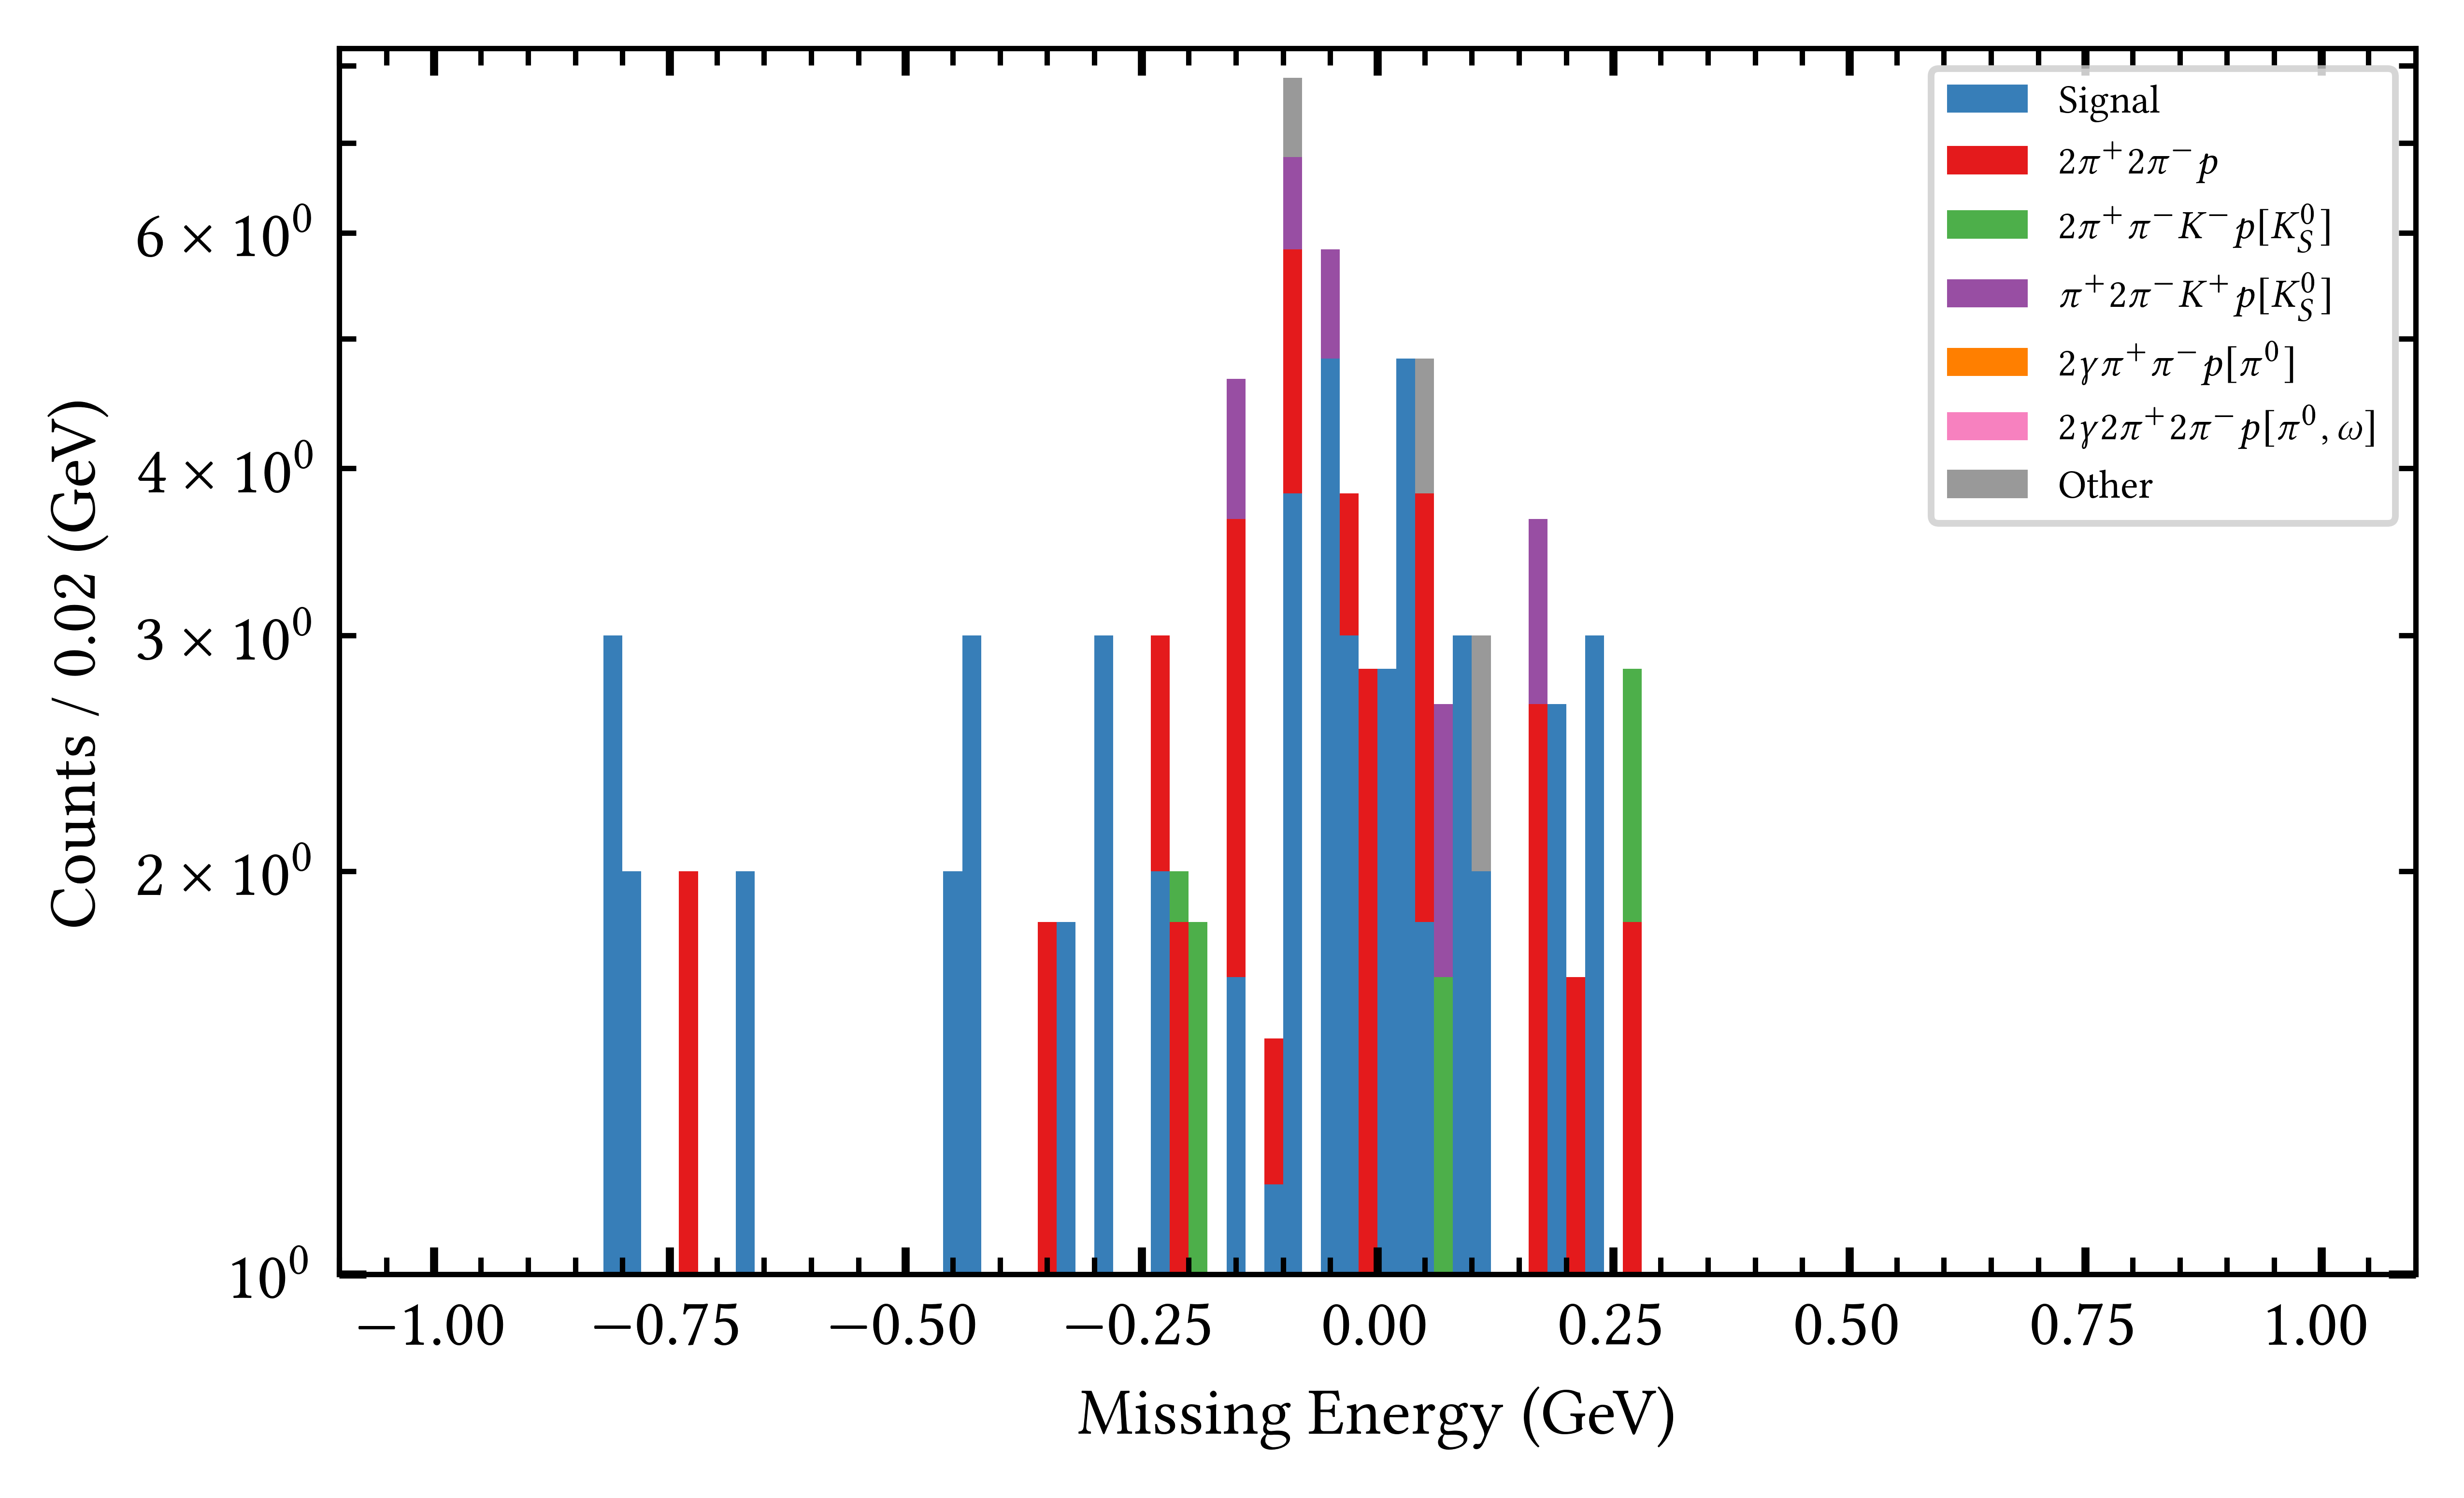 Counts / 0.02 (GeV)
6 × 10⁰
4 × 10⁰
3 × 10⁰
2 × 10⁰
10⁰
−1.00 −0.75 −0.50 −0.25 0.00 0.25 0.50 0.75 1.00
Missing Energy (GeV)
Signal
2π⁺2π⁻p
2π⁺π⁻K⁻p[K⁰_S]
π⁺2π⁻K⁺p[K⁰_S]
2γπ⁺π⁻p[π⁰]
2γ2π⁺2π⁻p[π⁰, ω]
Other